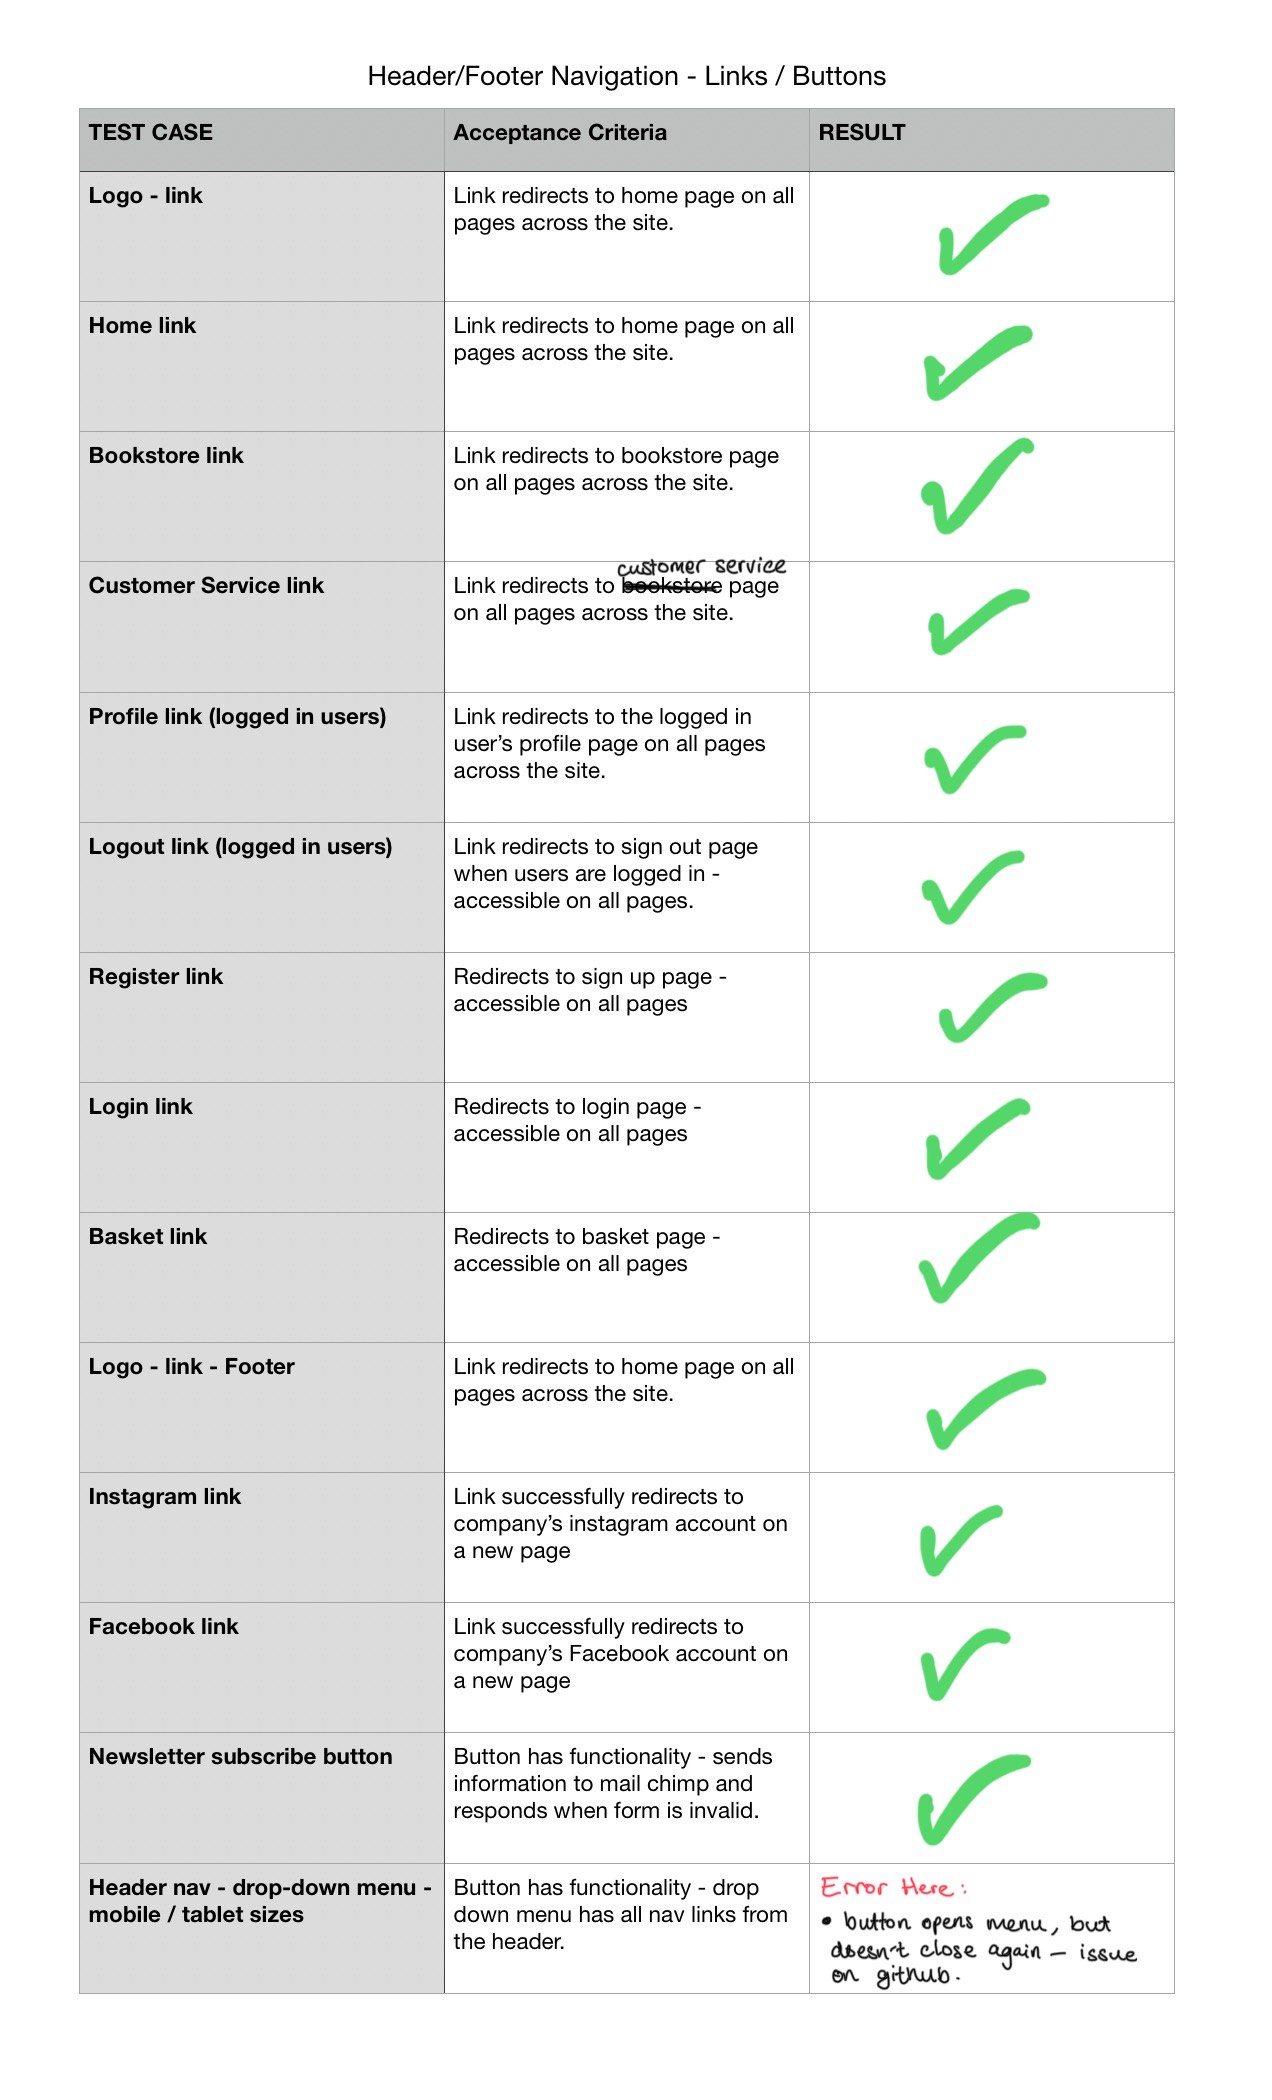 Header/Footer Navigation - Links / Buttons
TEST CASE
Acceptance Criteria
RESULT
Logo - link
Link redirects to home page on all
pages across the site.
Home link
Link redirects to home page on all
pages across the site.
Bookstore link
Link redirects to bookstore page
on all pages across the site.
Customer Service link
customer service
Link redirects to bookstore page
on all pages across the site.
Profile link (logged in users)
Link redirects to the logged in
user’s profile page on all pages
across the site.
Logout link (logged in users)
Link redirects to sign out page
when users are logged in -
accessible on all pages.
Register link
Redirects to sign up page -
accessible on all pages
Login link
Redirects to login page -
accessible on all pages
Basket link
Redirects to basket page -
accessible on all pages
Logo - link - Footer
Link redirects to home page on all
pages across the site.
Instagram link
Link successfully redirects to
company’s instagram account on
a new page
Facebook link
Link successfully redirects to
company’s Facebook account on
a new page
Newsletter subscribe button
Button has functionality - sends
information to mail chimp and
responds when form is invalid.
Header nav - drop-down menu -
mobile / tablet sizes
Button has functionality - drop
down menu has all nav links from
the header.
Error Here:
• button opens menu, but
doesn't close again – issue
on github.